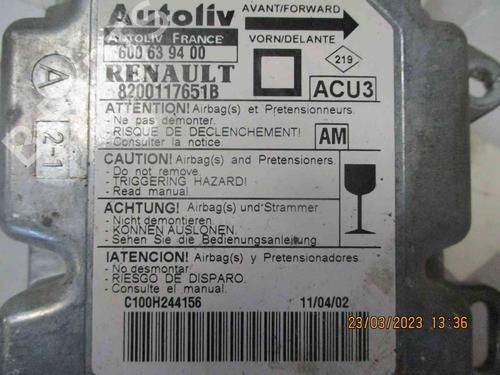 Autoliv
AVANT/FORWARD
AUTOLIV FRANCE
VORN/DELANTE
600 63 94 00
219
RENAULT
ACU3
8200117651B
A
2-1
ATTENTION! Airbag(s) et Pretensionneurs.
- Ne pas demonter.
- RISQUE DE DECLENCHEMENT!
- Consulter la notice.
AM
CAUTION! Airbag(s) and Pretensioners.
- Do not remove.
- TRIGGERING HAZARD!
- Read manual.
ACHTUNG! Airbag(s) und Strammer
- Nicht demontieren.
- KONNEN AUSLONEN.
- Sehen Sie die Bedienungsanleitung.
!ATENCION! Airbag(s) y Pretensionadores.
- No desmontar.
- RIESGO DE DISPARO.
- Consulte el manual.
C100H244156
11/04/02
23/03/2023 13:36